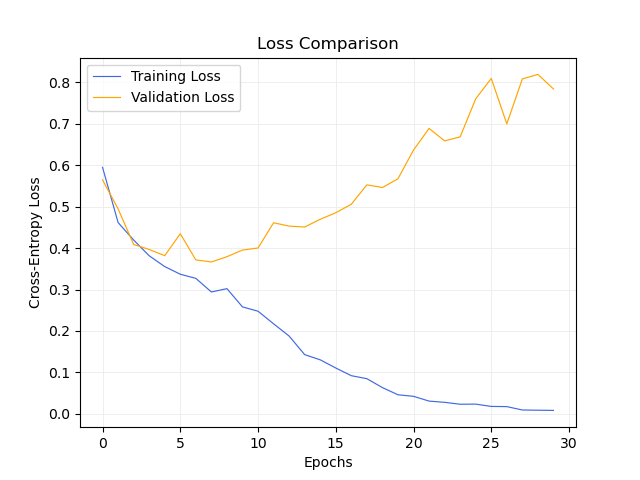 Loss Comparison
Training Loss
Validation Loss
0.8
0.7
0.6
0.5
0.4
0.3
0.2
0.1
0.0
Cross-Entropy Loss
0 5 10 15 20 25 30
Epochs